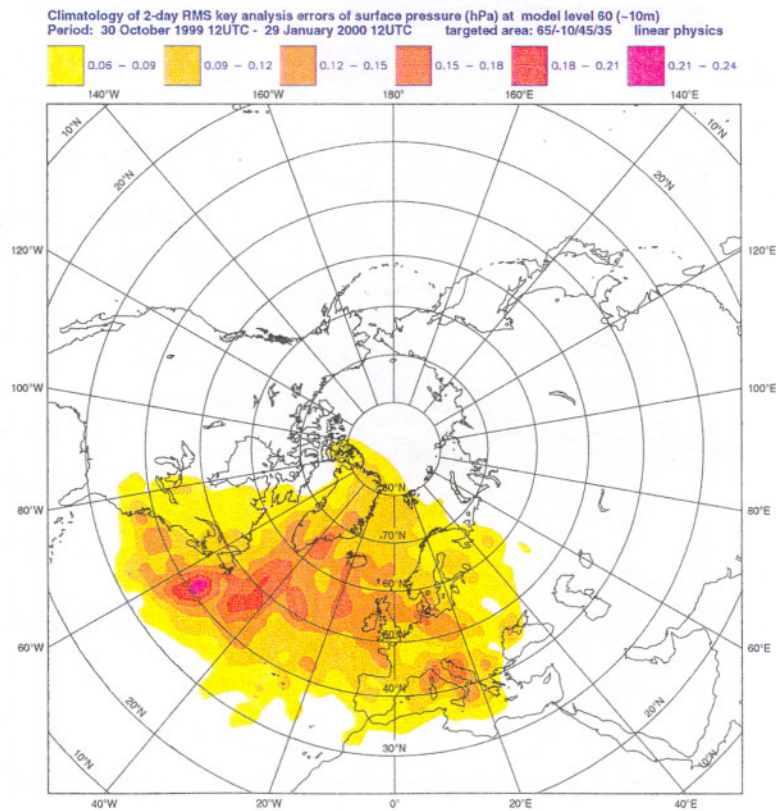 Climatology of 2-day RMS key analysis errors of surface pressure (hPa) at model level 60 (~10m)
Period: 30 October 1999 12UTC - 29 January 2000 12UTC targeted area: 65/-10/45/35 linear physics
0.06 - 0.09 0.09 - 0.12 0.12 - 0.15 0.15 - 0.18 0.18 - 0.21 0.21 - 0.24
140°W 160°W 180° 160°E 140°E
10°N 10°N
20°N 20°N
120°W 120°E
100°W 100°E
80°N
80°W 80°E
70°N
60°N
50°N
60°W 60°E
40°N
20°N 20°N
30°N
10°N 10°N
40°W 20°W 0° 20°E 40°E